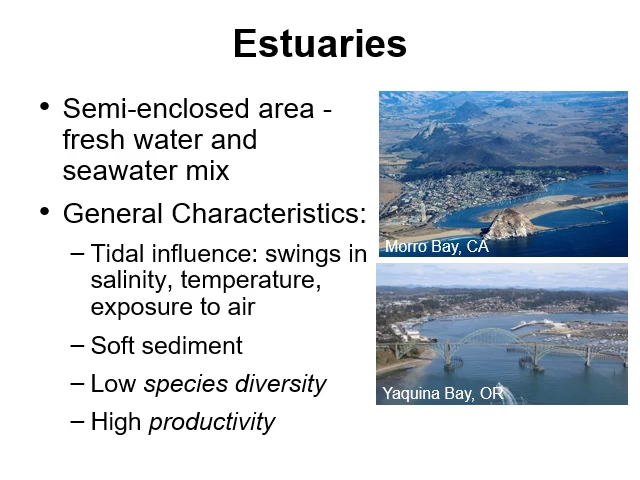 Estuaries
• Semi-enclosed area -
fresh water and
seawater mix
• General Characteristics:
– Tidal influence: swings in
salinity, temperature,
exposure to air
– Soft sediment
– Low species diversity
– High productivity
Morro Bay, CA
Yaquina Bay, OR